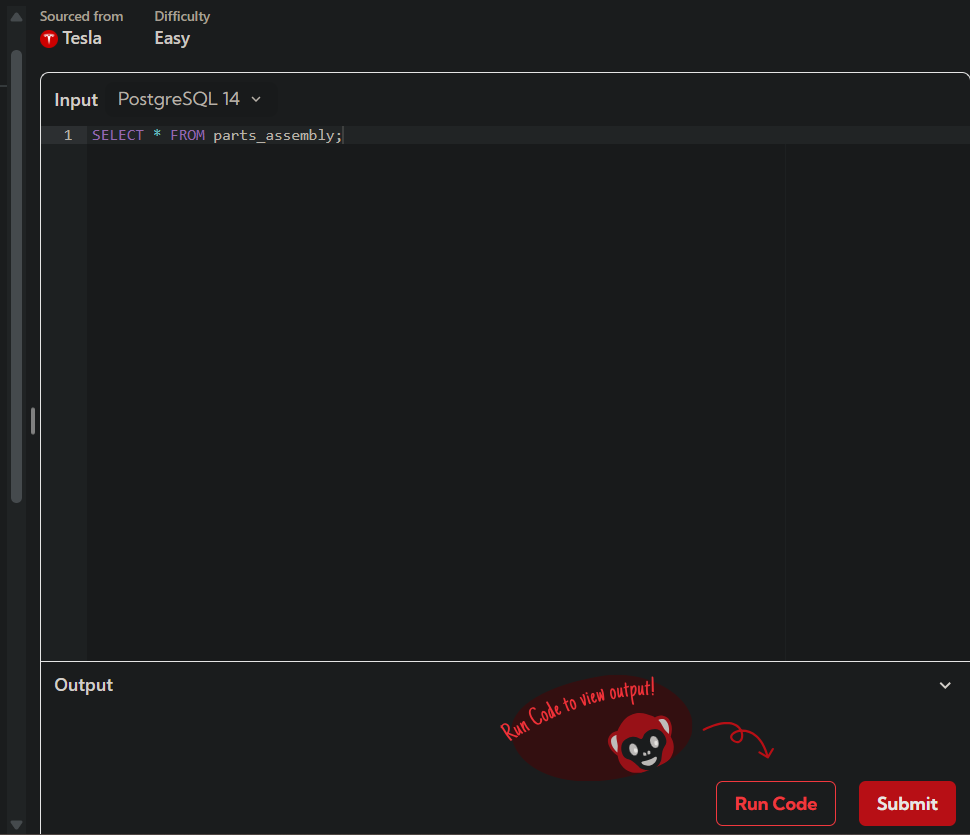 Sourced from
Difficulty
Tesla
Easy
Input
PostgreSQL 14
1 SELECT * FROM parts_assembly;
Output
Run Code to view output!
Run Code
Submit